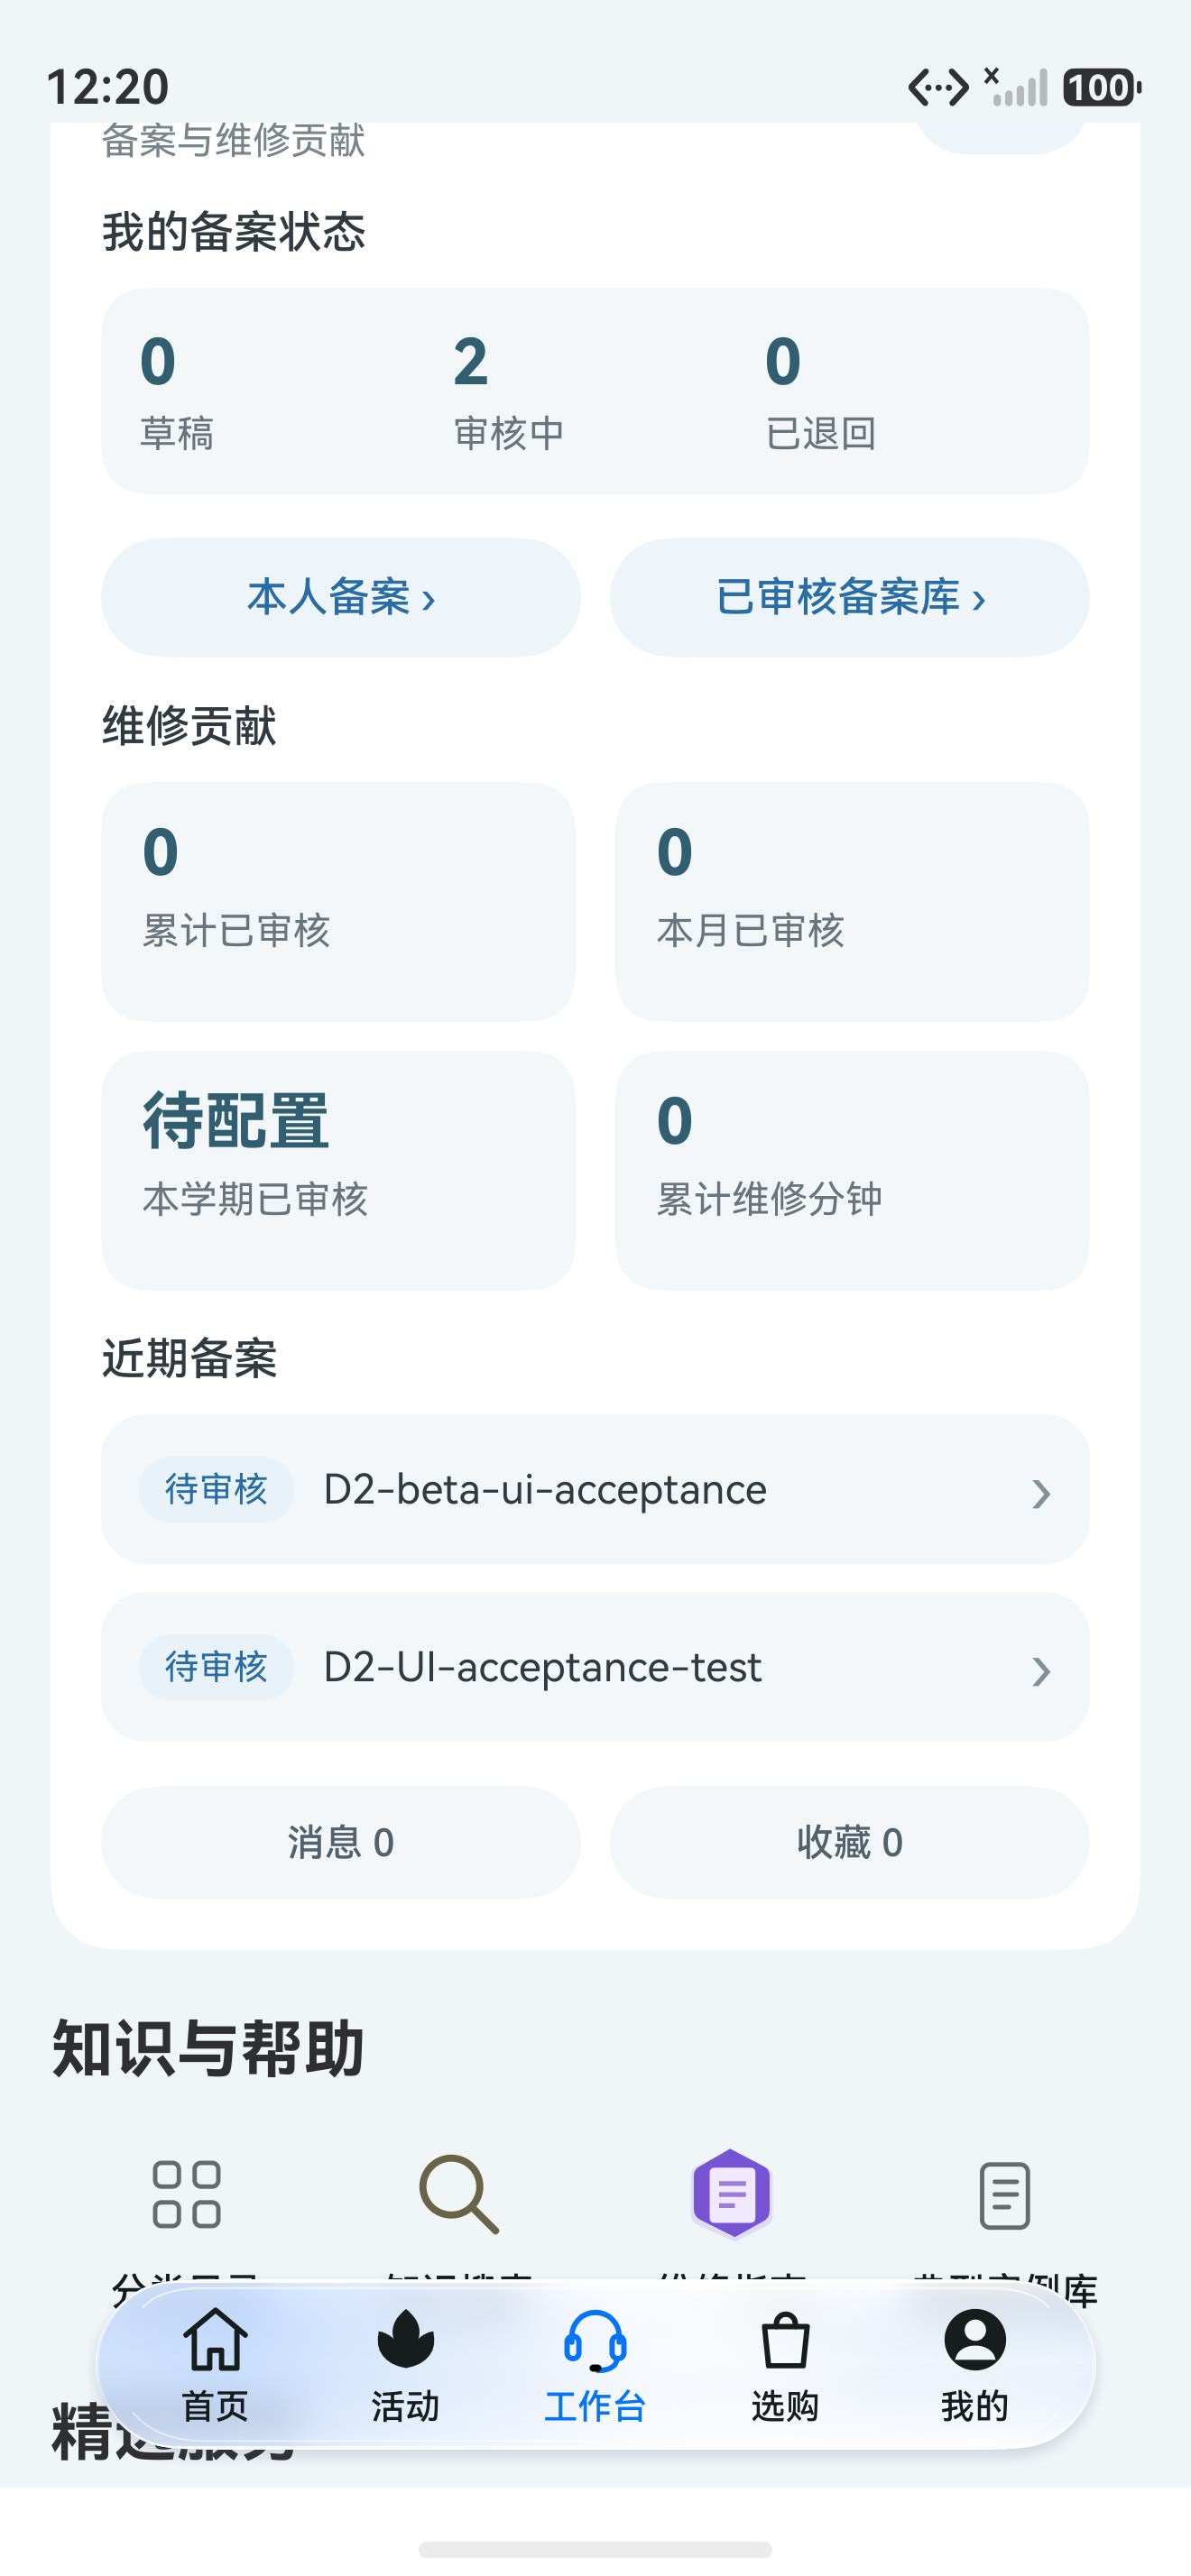 12:20
100
备案与维修贡献
我的备案状态
0 2 0
草稿 审核中 已退回
本人备案 › 已审核备案库 ›
维修贡献
0 0
累计已审核 本月已审核
待配置 0
本学期已审核 累计维修分钟
近期备案
待审核 D2-beta-ui-acceptance
待审核 D2-UI-acceptance-test
消息 0 收藏 0
知识与帮助
首页 活动 工作台 选购 我的